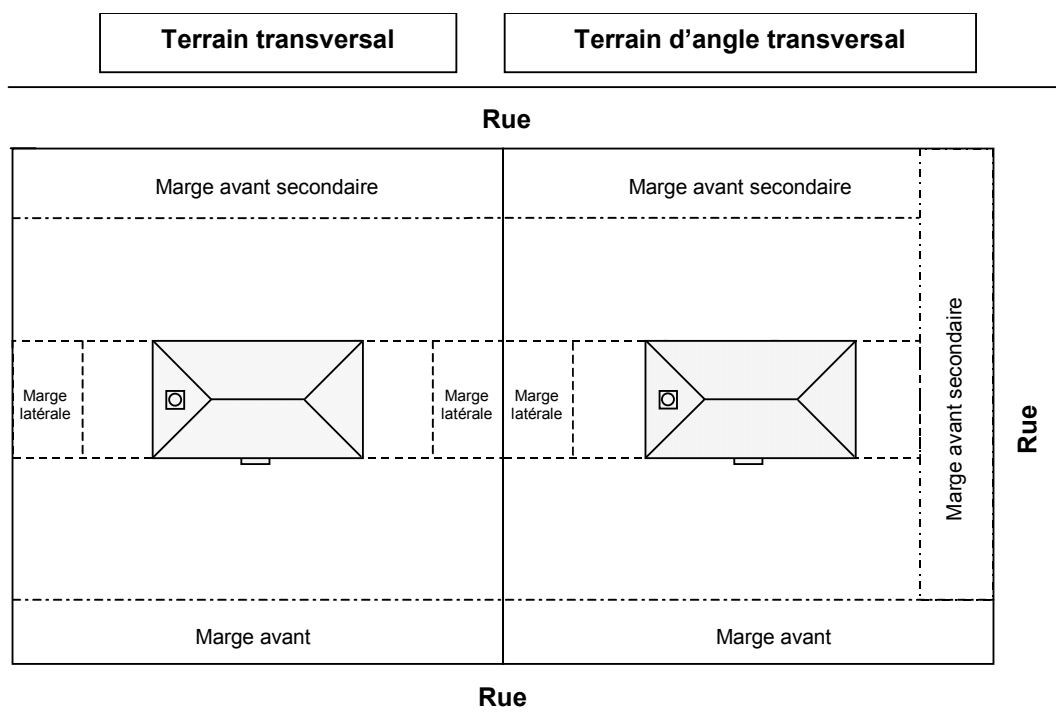 Terrain transversal
Terrain d'angle transversal
Rue
Marge avant secondaire
Marge avant secondaire
Marge avant secondaire
Rue
Marge
latérale
Marge
latérale
Marge
latérale
Marge avant
Marge avant
Rue